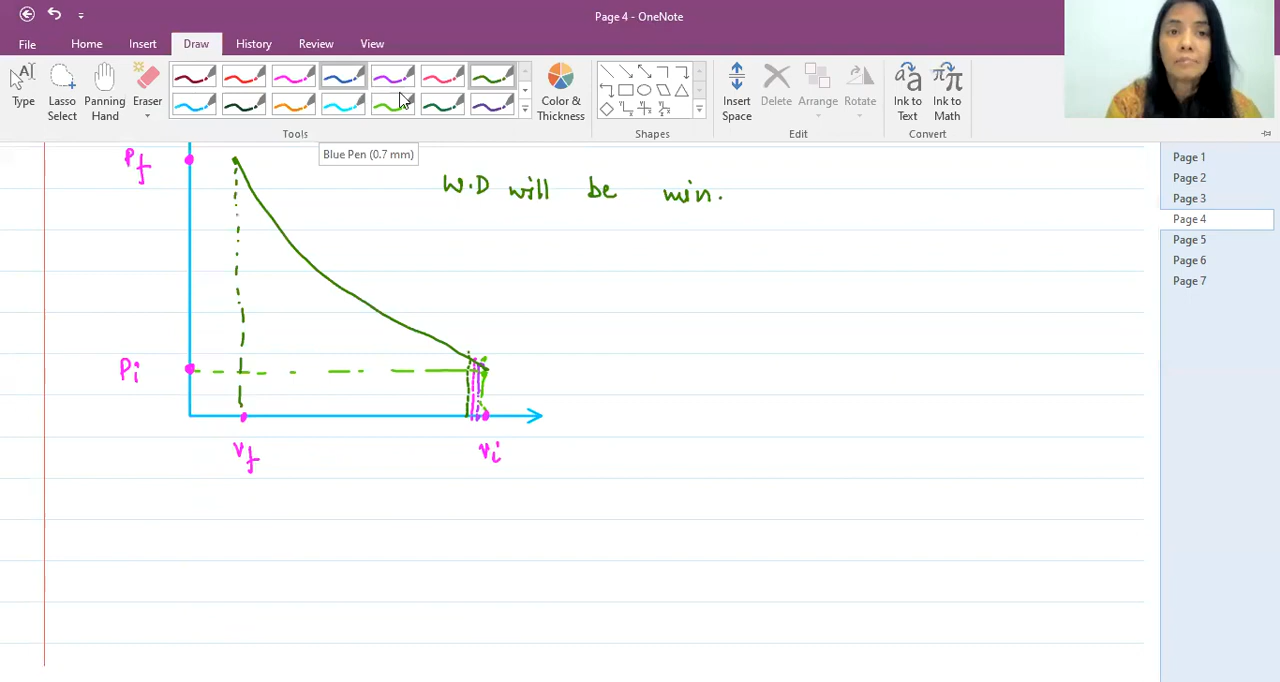 Page 4 - OneNote
File Home Insert Draw History Review View
Type
Lasso Select
Panning Hand
Eraser
Color & Thickness
Insert Space
Delete
Arrange
Rotate
Ink to Text
Ink to Math
Tools
Shapes
Edit
Convert
Blue Pen (0.7 mm)
Page 1
Page 2
Page 3
Page 4
Page 5
Page 6
Page 7
Pf
W.D will be min.
Pi
Vf
Vi